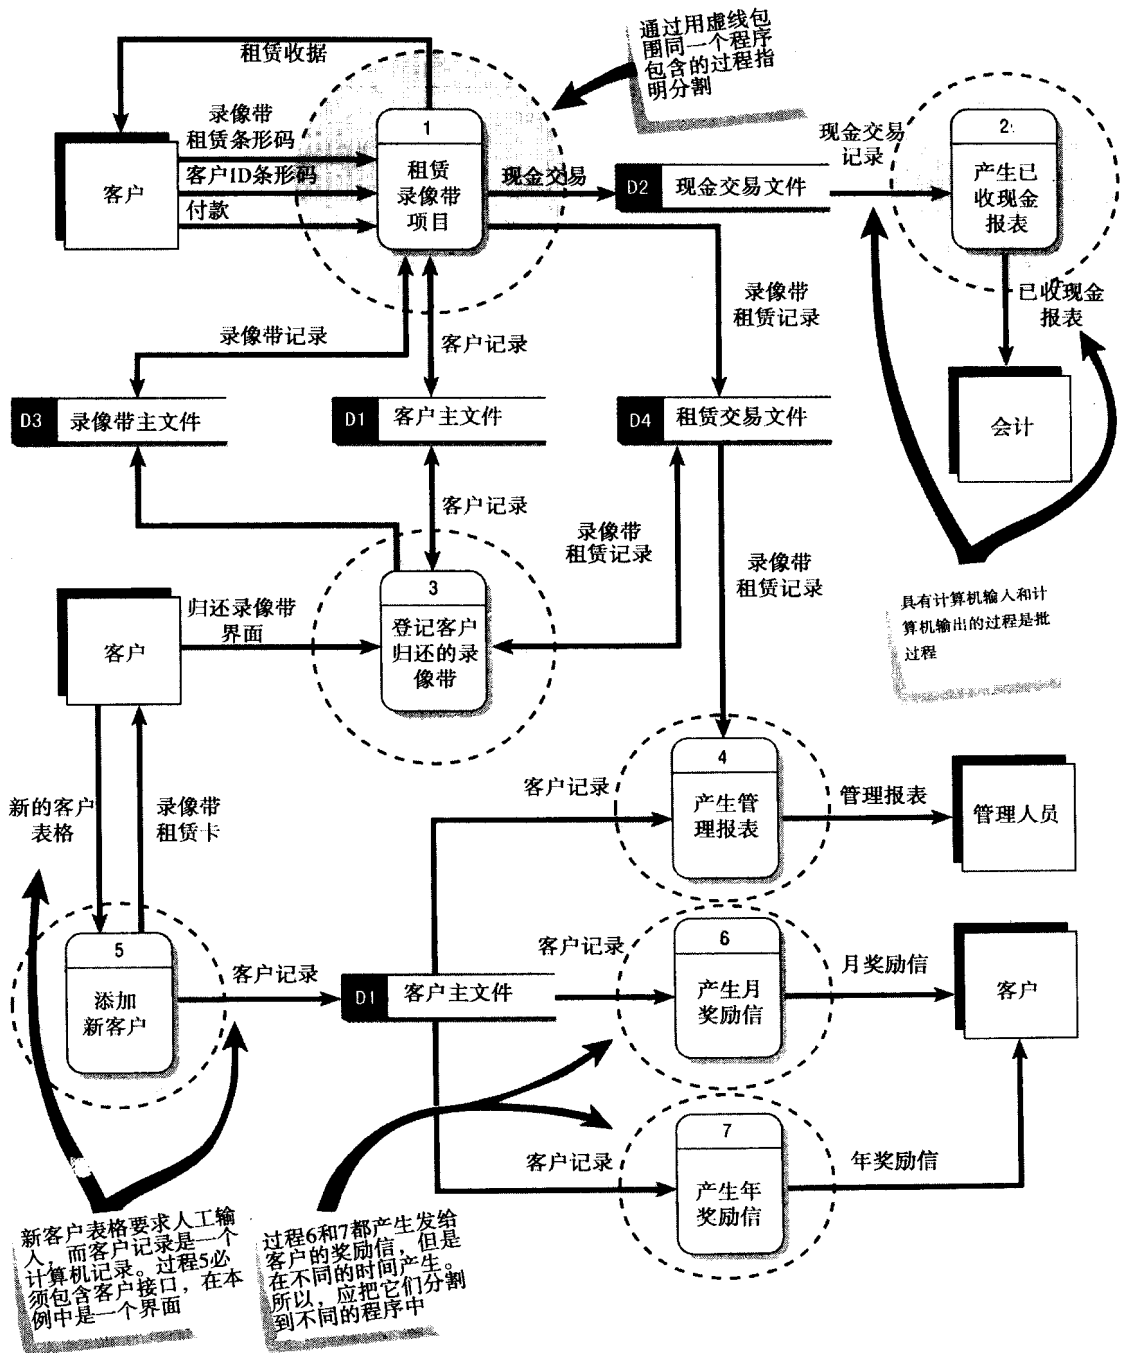 租赁收据
通过用虚线包
围同一个程序
包含的过程指
明分割
录像带
租赁条形码
客户ID条形码
付款
客户
1
租赁
录像带
项目
现金交易
D2
现金交易文件
现金交易
记录
2
产生已
收现金
报表
录像带记录
客户记录
录像带
租赁记录
已收现金
报表
D3
录像带主文件
D1
客户主文件
D4
租赁交易文件
会计
客户记录
录像带
租赁记录
录像带
租赁记录
具有计算机输入和计
算机输出的过程是批
过程
客户
归还录像带
界面
3
登记客户
归还的录
像带
新的客户
表格
录像带
租赁卡
客户记录
4
产生管
理报表
管理报表
管理人员
5
添加
新客户
客户记录
D1
客户主文件
客户记录
6
产生月
奖励信
月奖励信
客户
客户记录
7
产生年
奖励信
年奖励信
新客户表格要求人工输
入，而客户记录是一个
计算机记录。过程5必
须包含客户接口，在本
例中是一个界面
过程6和7都产生发给
客户的奖励信，但是
在不同的时间产生。
所以，应把它们分割
到不同的程序中